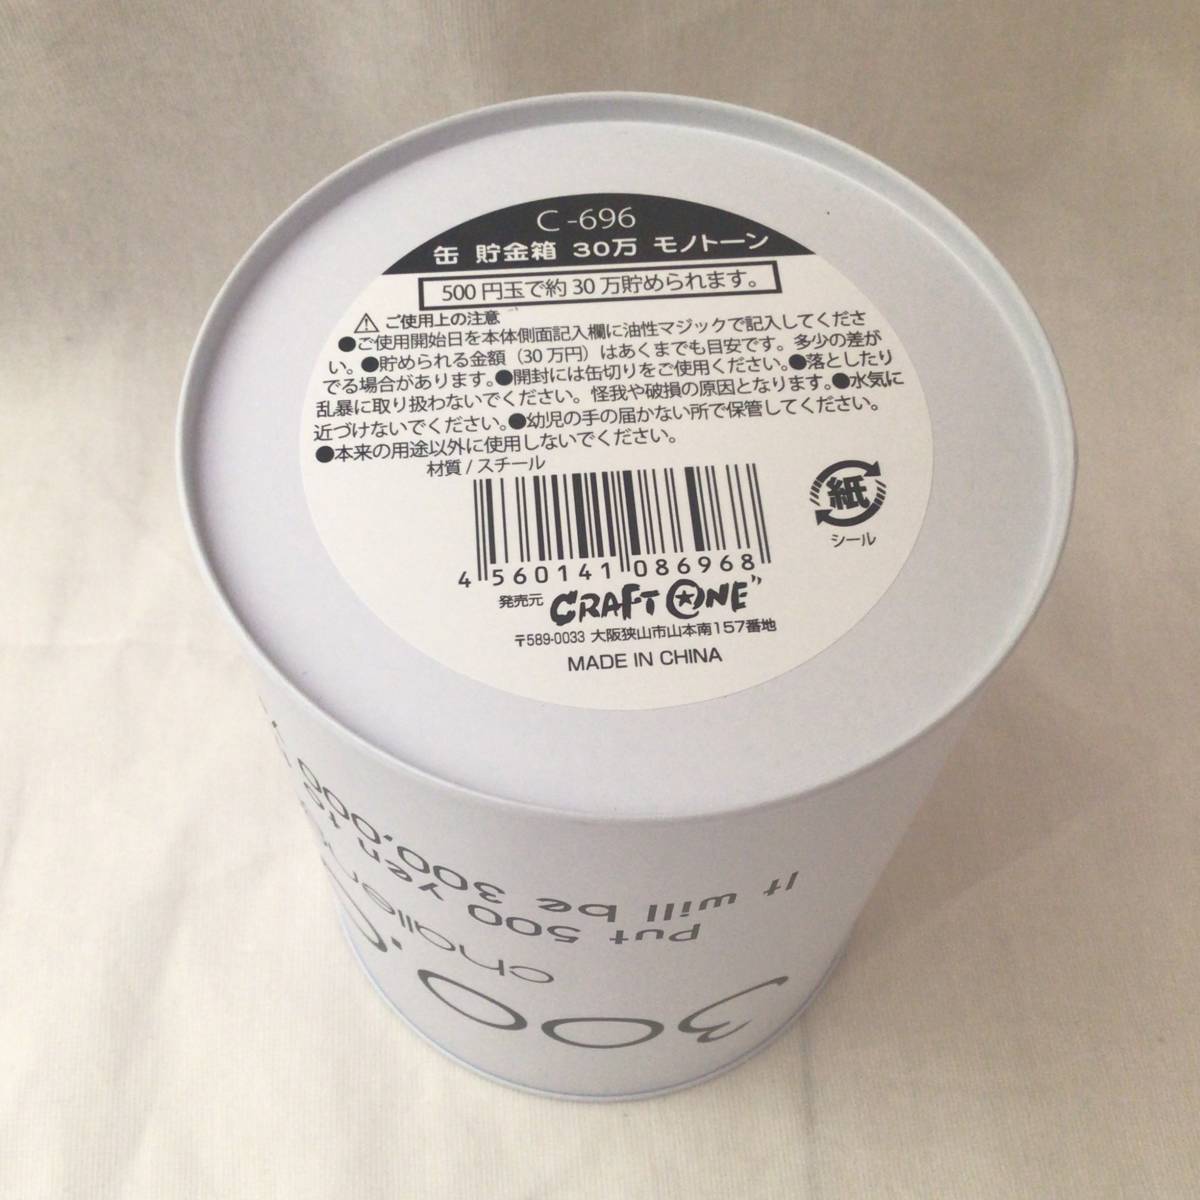 C-696
缶 貯金箱 30万 モノトーン
500円玉で約30万貯められます。
ご使用上の注意
●ご使用開始日を本体側面記入欄に油性マジックで記入してくださ
い。●貯められる金額（30万円）はあくまでも目安です。多少の差が
でる場合があります。●開封には缶切りをご使用ください。●落としたり
乱暴に取り扱わないでください。怪我や破損の原因となります。●水気に
近づけないでください。●幼児の手の届かない所で保管してください。
●本来の用途以外に使用しないでください。
材質/スチール
紙
シール
4 560141 086968
発売元 CRAFT ONE
〒589-0033 大阪狭山市山本南157番地
MADE IN CHINA
300,
Put 500 yen
It will be 300,000